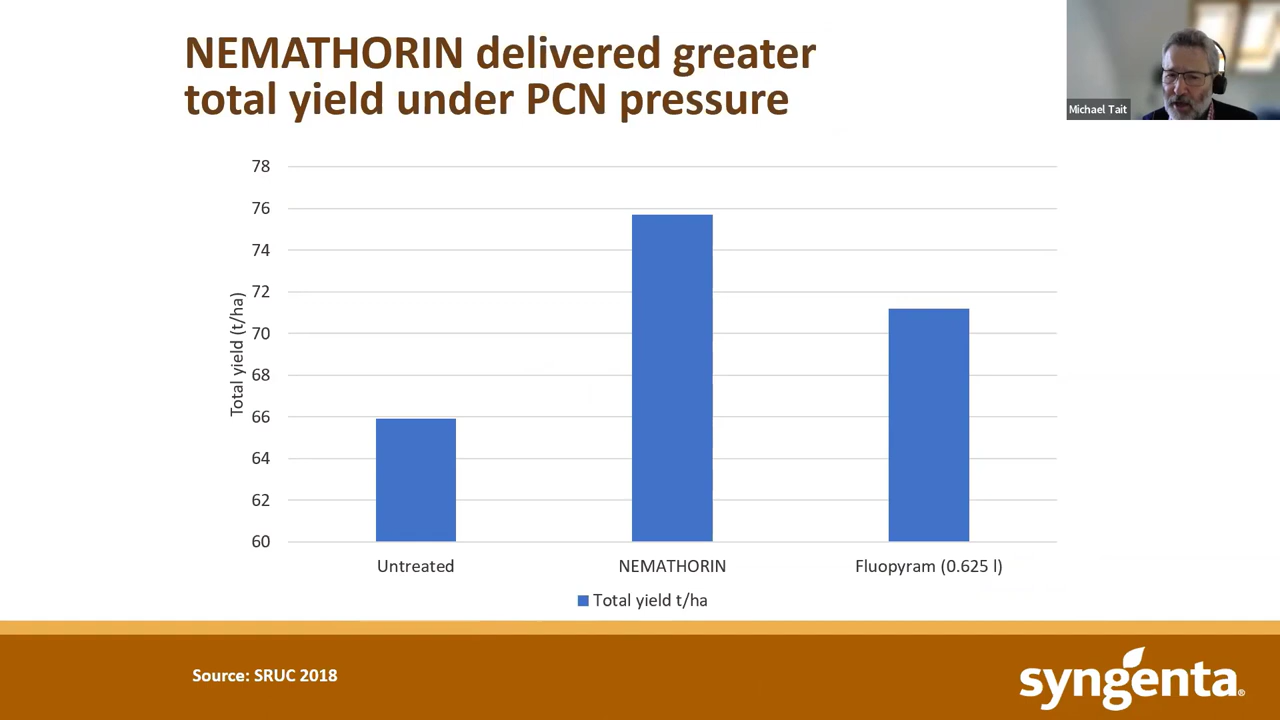 NEMATHORIN delivered greater
total yield under PCN pressure
Michael Tait
78
76
74
72
70
68
66
64
62
60
Total yield (t/ha)
Untreated
NEMATHORIN
Fluopyram (0.625 l)
Total yield t/ha
Source: SRUC 2018
syngenta®